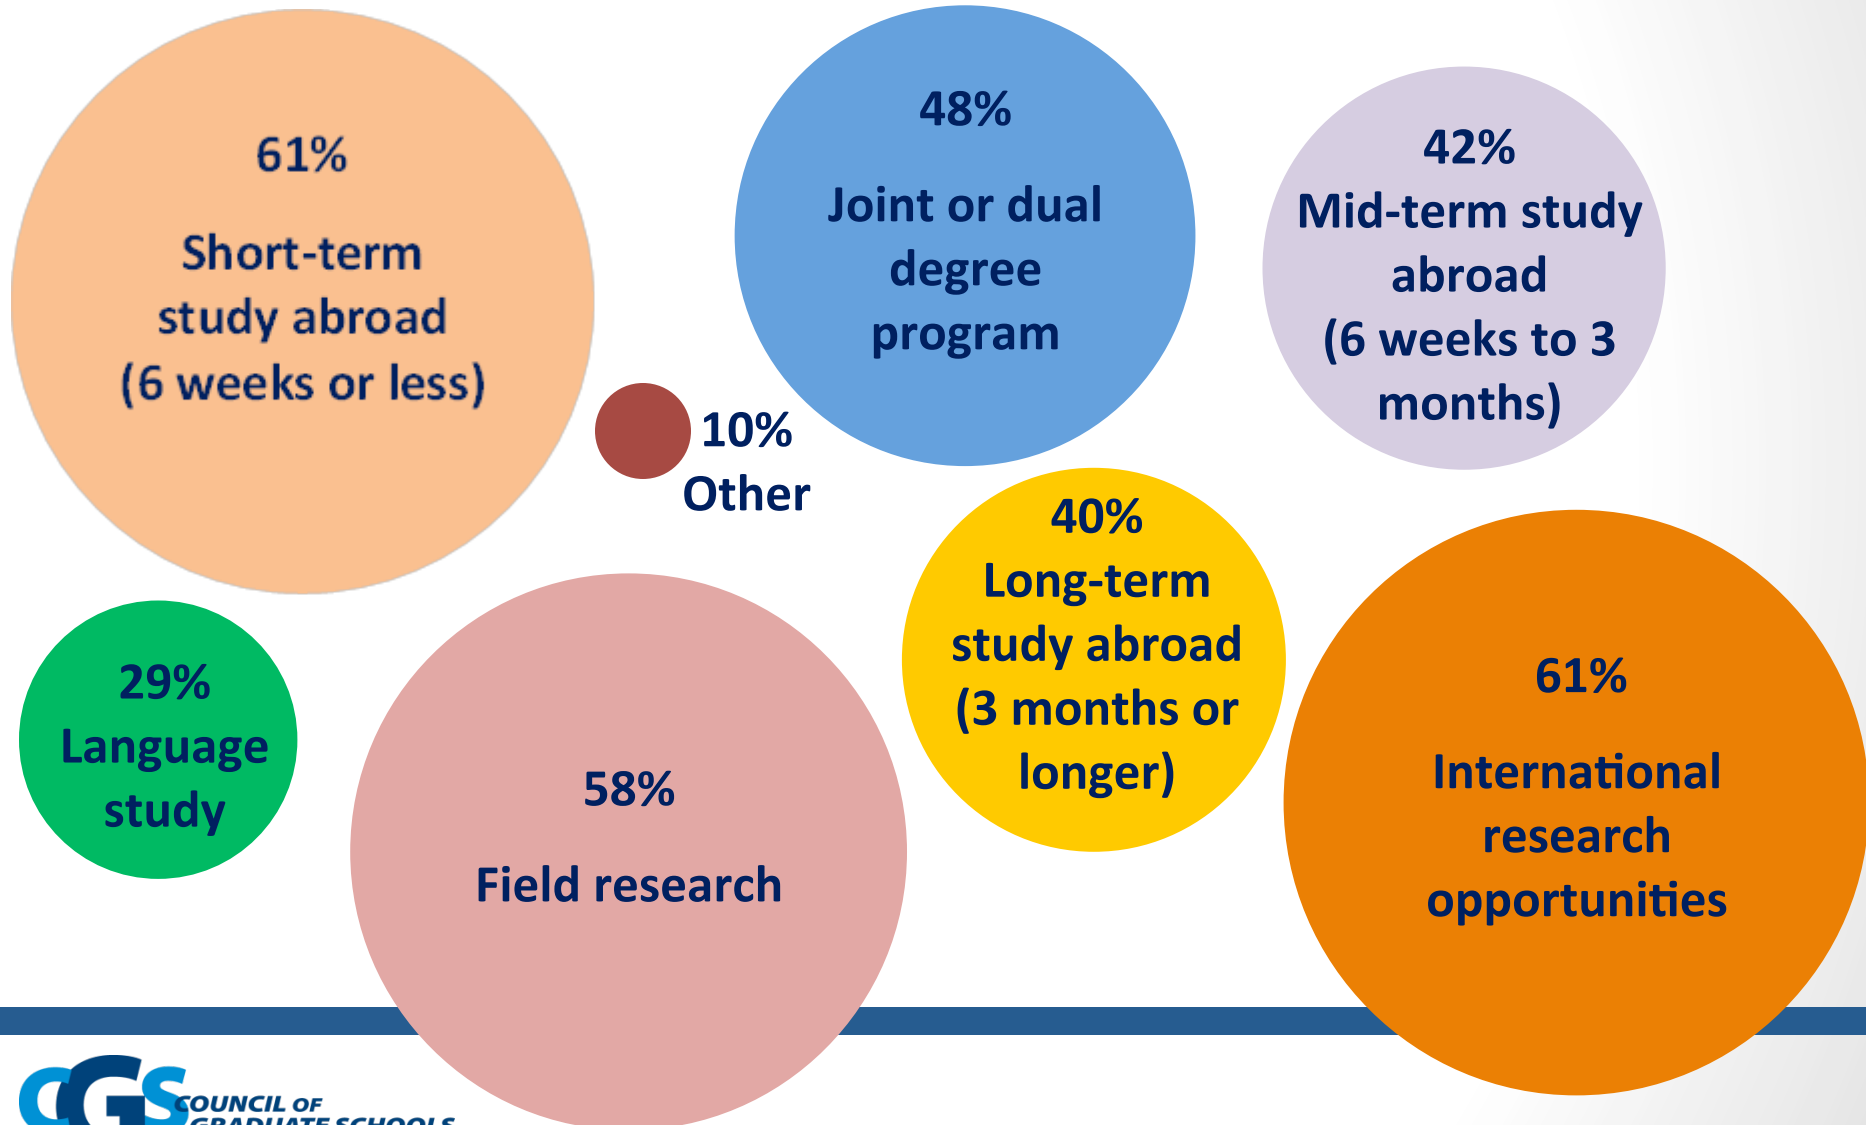 61%
Short-term
study abroad
(6 weeks or less)
48%
Joint or dual
degree
program
42%
Mid-term study
abroad
(6 weeks to 3
months)
10%
Other
40%
Long-term
study abroad
(3 months or
longer)
29%
Language
study
58%
Field research
61%
International
research
opportunities
CGS COUNCIL OF
GRADUATE SCHOOLS